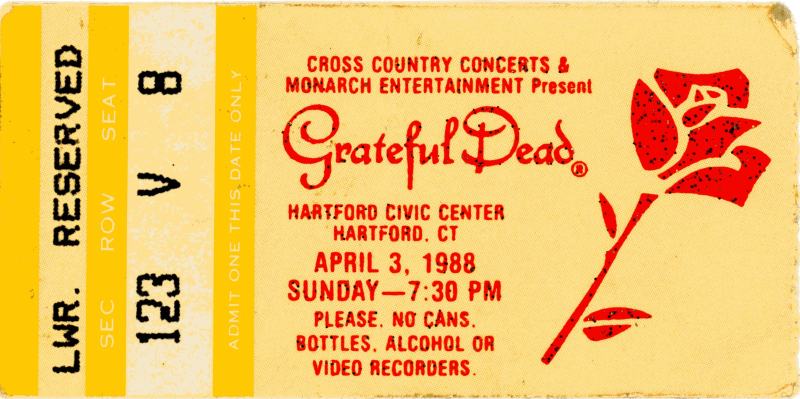 LWR. RESERVED
SEC ROW SEAT
123 V 8
ADMIT ONE THIS DATE ONLY
CROSS COUNTRY CONCERTS &
MONARCH ENTERTAINMENT Present
Grateful Dead®
HARTFORD CIVIC CENTER
HARTFORD, CT
APRIL 3, 1988
SUNDAY—7:30 PM
PLEASE. NO CANS,
BOTTLES, ALCOHOL OR
VIDEO RECORDERS.